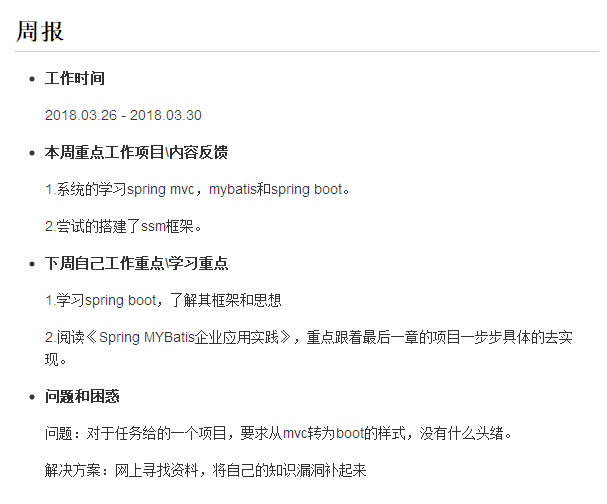 周报
工作时间
2018.03.26 - 2018.03.30
本周重点工作项目\内容反馈
1.系统的学习spring mvc，mybatis和spring boot。
2.尝试的搭建了ssm框架。
下周自己工作重点\学习重点
1.学习spring boot，了解其框架和思想
2.阅读《Spring MYBatis企业应用实践》，重点跟着最后一章的项目一步步具体的去实
现。
问题和困惑
问题：对于任务给的一个项目，要求从mvc转为boot的样式，没有什么头绪。
解决方案：网上寻找资料，将自己的知识漏洞补起来